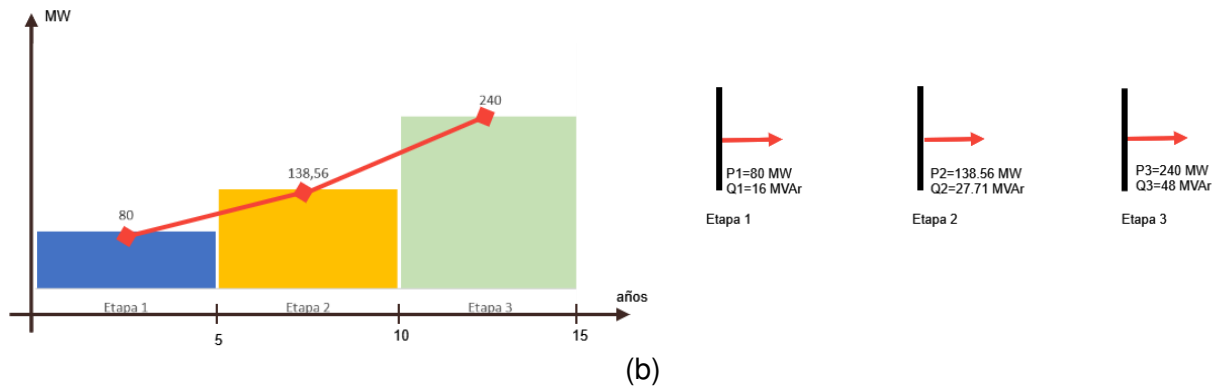 MW
240
138,56
80
Etapa 1
Etapa 2
Etapa 3
años
5
10
15
P1=80 MW
Q1=16 MVAr
Etapa 1
P2=138.56 MW
Q2=27.71 MVAr
Etapa 2
P3=240 MW
Q3=48 MVAr
Etapa 3
(b)